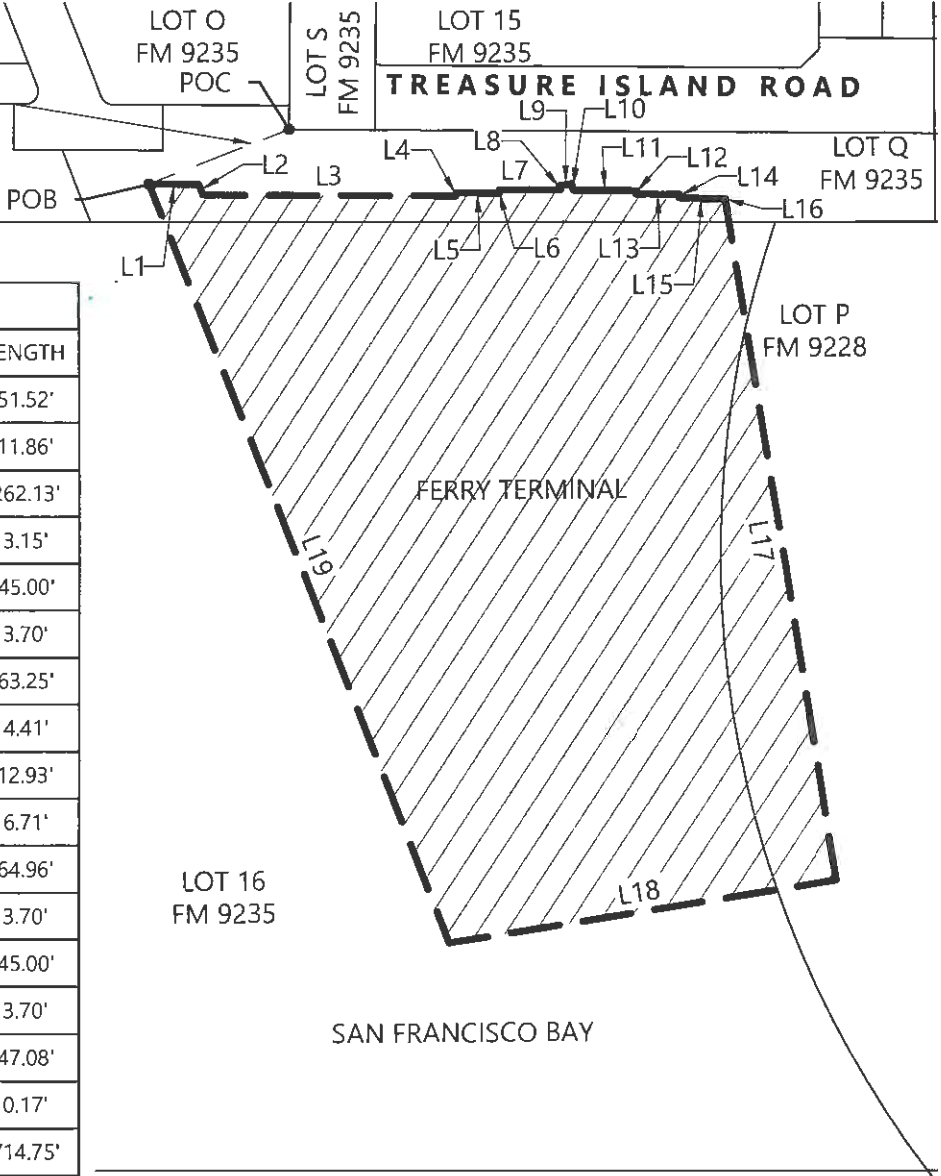 LOT O
FM 9235
POC
LOT S
FM 9235
LOT 15
FM 9235
TREASURE ISLAND ROAD
L9
L10
L8
L4
L7
L11
L12
L2
L3
L14
LOT Q
FM 9235
POB
L16
L5
L6
L13
L1
L15
LOT P
FM 9228
ENGTH
51.52'
11.86'
262.13'
3.15'
45.00'
3.70'
63.25'
4.41'
12.93'
6.71'
64.96'
3.70'
45.00'
3.70'
47.08'
0.17'
714.75'
FERRY TERMINAL
L19
L17
L18
LOT 16
FM 9235
SAN FRANCISCO BAY